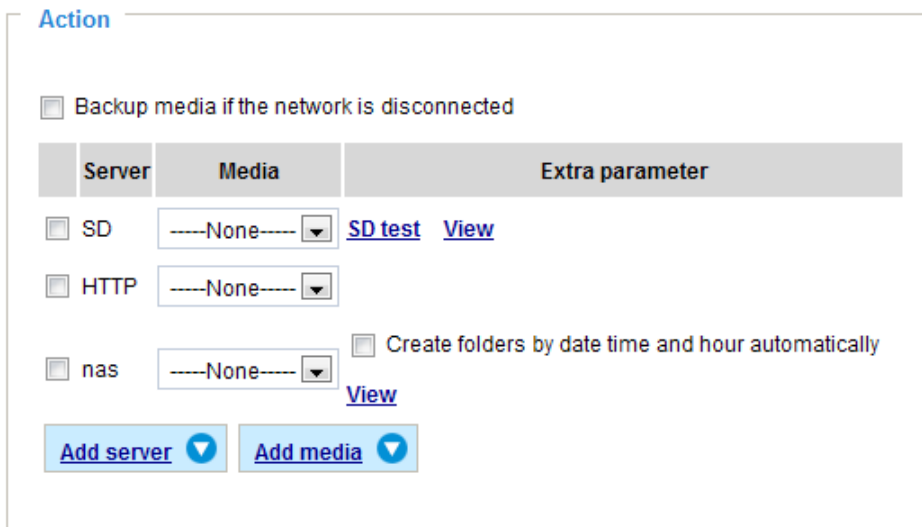 Action
Backup media if the network is disconnected
Server Media Extra parameter
SD -----None----- SD test View
HTTP -----None-----
nas -----None----- Create folders by date time and hour automatically
View
Add server Add media